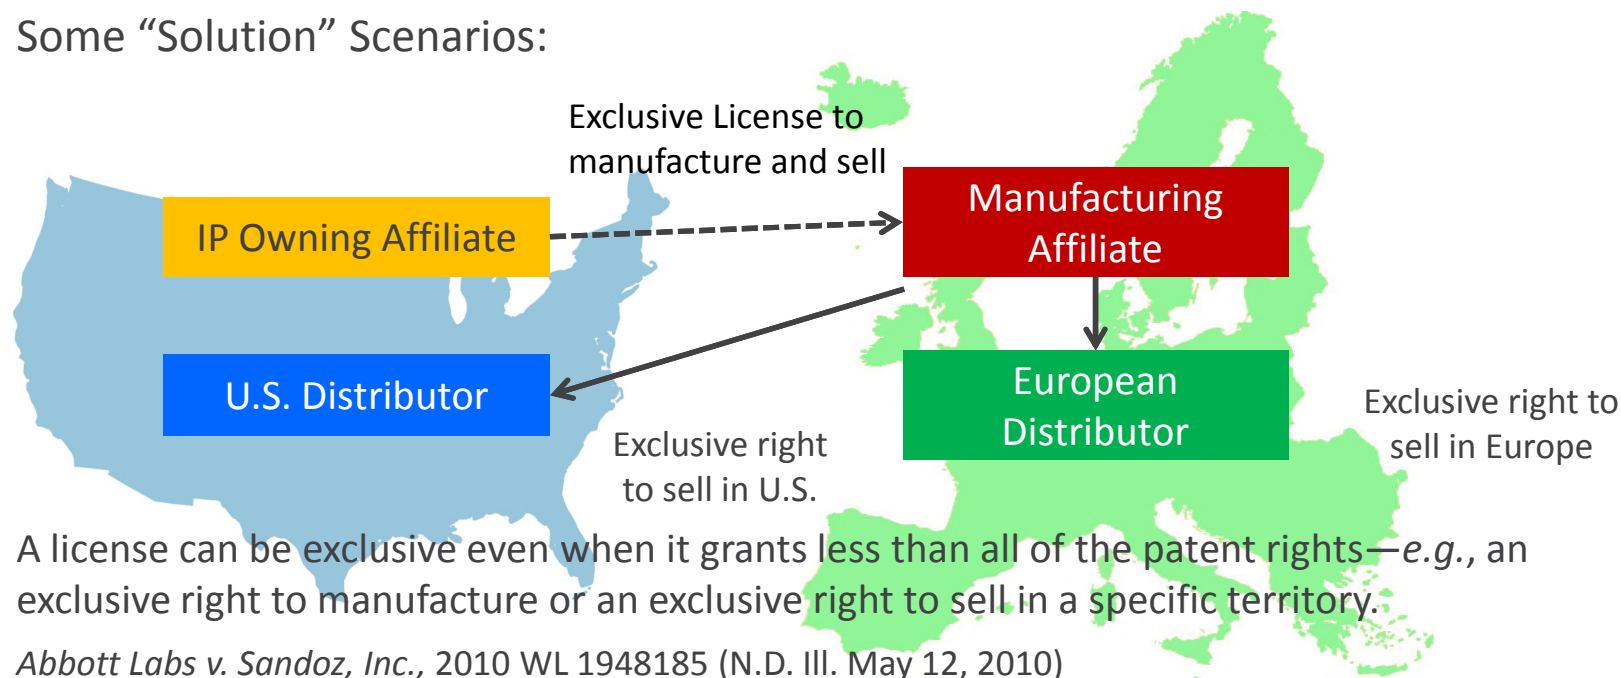 Some “Solution” Scenarios:
Exclusive License to
manufacture and sell
IP Owning Affiliate
Manufacturing
Affiliate
U.S. Distributor
European
Distributor
Exclusive right
to sell in U.S.
Exclusive right to
sell in Europe
A license can be exclusive even when it grants less than all of the patent rights—e.g., an
exclusive right to manufacture or an exclusive right to sell in a specific territory.
Abbott Labs v. Sandoz, Inc., 2010 WL 1948185 (N.D. Ill. May 12, 2010)